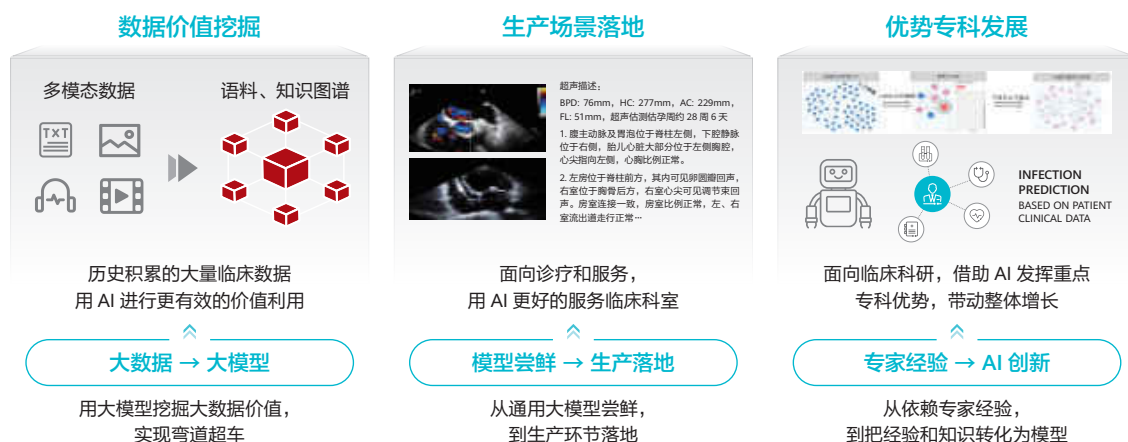 数据价值挖掘
多模态数据
语料、知识图谱
TXT
历史积累的大量临床数据
用 AI 进行更有效的价值利用
大数据 → 大模型
用大模型挖掘大数据价值，
实现弯道超车
生产场景落地
超声描述：
BPD: 76mm，HC: 277mm，AC: 229mm，
FL: 51mm，超声估测估孕周约 28 周 6 天
1. 腹主动脉及胃泡位于脊柱左侧，下腔静脉
位于右侧，胎儿心脏大部分位于左侧胸腔，
心尖指向左侧，心胸比例正常。
2. 左房位于脊柱前方，其内可见卵圆瓣回声，
右室位于胸骨后方，右室心尖可见调节束回
声。房室连接一致，房室比例正常，左、右
室流出道走行正常…
面向诊疗和服务，
用 AI 更好的服务临床科室
模型尝鲜 → 生产落地
从通用大模型尝鲜，
到生产环节落地
优势专科发展
INFECTION
PREDICTION
BASED ON PATIENT
CLINICAL DATA
面向临床科研，借助 AI 发挥重点
专科优势，带动整体增长
专家经验 → AI 创新
从依赖专家经验，
到把经验和知识转化为模型